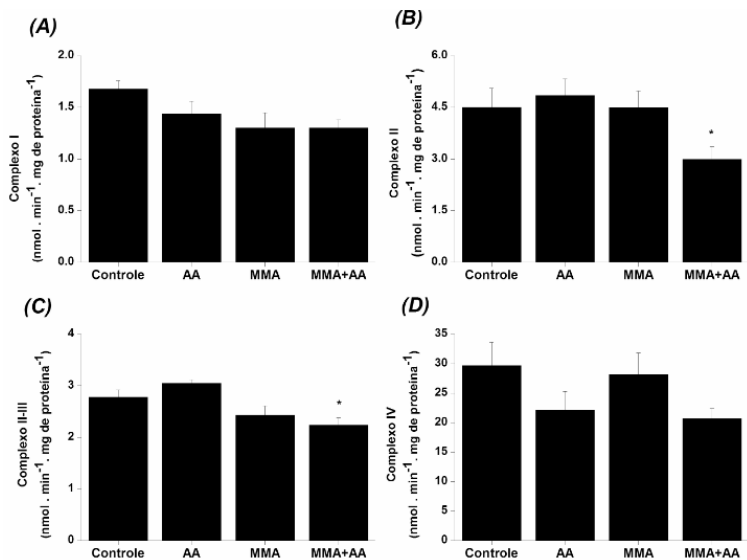 (A)
Complexo I
(nmol . min⁻¹. mg de proteina⁻¹)
2.0
1.5
1.0
0.5
0.0
Controle AA MMA MMA+AA
(B)
Complexo II
(nmol . min⁻¹. mg de proteina⁻¹)
6.0
4.5
3.0
1.5
0.0
*
Controle AA MMA MMA+AA
(C)
Complexo II-III
(nmol . min⁻¹. mg de proteina⁻¹)
4
3
2
1
0
*
Controle AA MMA MMA+AA
(D)
Complexo IV
(nmol . min⁻¹. mg de proteina⁻¹)
35
30
25
20
15
10
5
0
Controle AA MMA MMA+AA